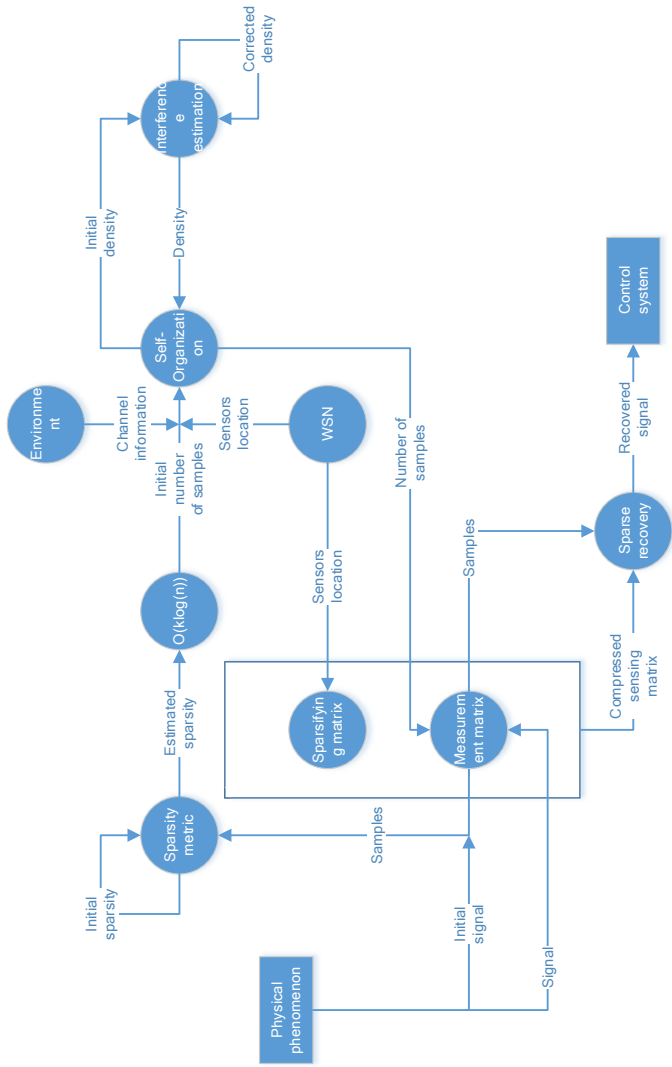 Physical
phenomenon
Initial
sparsity
Sparsity
metric
Estimated
sparsity
O(klog(n))
Initial
number
of samples
Environme
nt
Channel
information
Self-
Organizati
on
Initial
density
Density
Interferenc
e
estimation
Corrected
density
Sensors
location
WSN
Sensors
location
Sparsifyin
g matrix
Samples
Initial
signal
Measurem
ent matrix
Number of
samples
Signal
Samples
Compressed
sensing
matrix
Sparse
recovery
Recovered
signal
Control
system